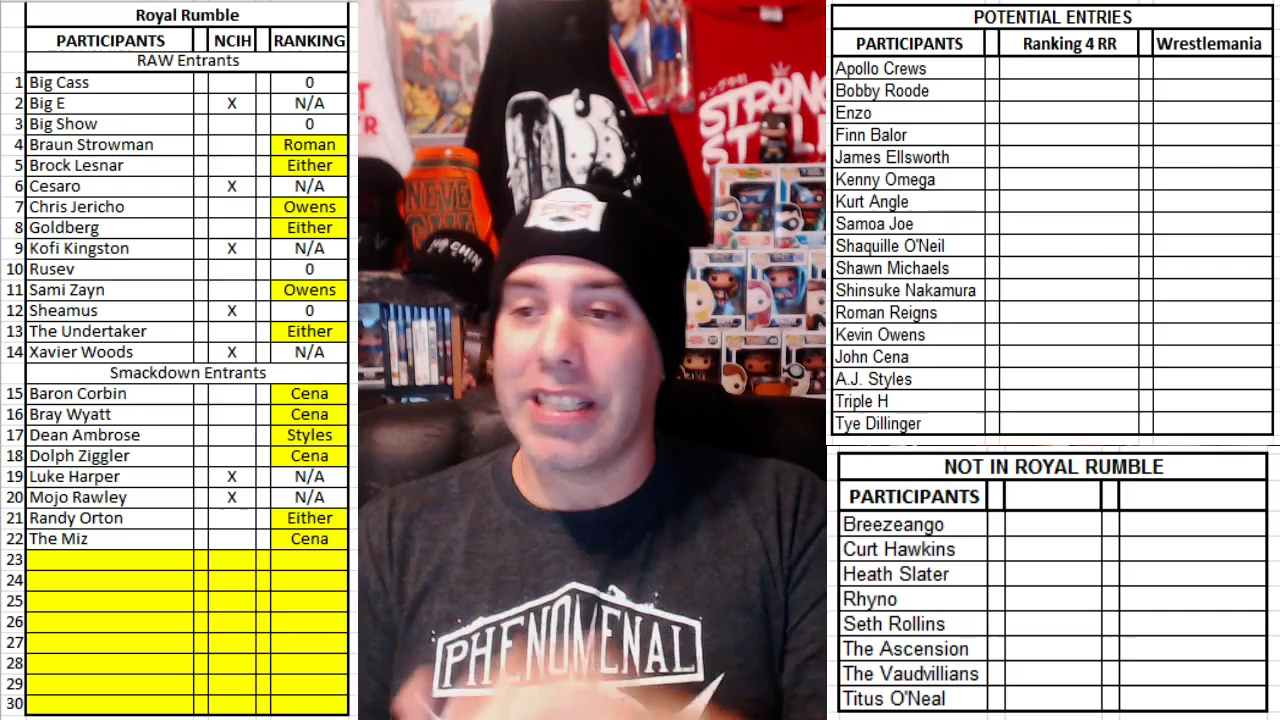 Royal Rumble
PARTICIPANTS NCIH RANKING
RAW Entrants
1 Big Cass 0
2 Big E X N/A
3 Big Show 0
4 Braun Strowman Roman
5 Brock Lesnar Either
6 Cesaro X N/A
7 Chris Jericho Owens
8 Goldberg Either
9 Kofi Kingston X N/A
10 Rusev 0
11 Sami Zayn Owens
12 Sheamus X 0
13 The Undertaker Either
14 Xavier Woods X N/A
Smackdown Entrants
15 Baron Corbin Cena
16 Bray Wyatt Cena
17 Dean Ambrose Styles
18 Dolph Ziggler Cena
19 Luke Harper X N/A
20 Mojo Rawley X N/A
21 Randy Orton Either
22 The Miz Cena
23
24
25
26
27
28
29
30
STRONG
STYLE
NEVER
NO CHIN
PHENOMENAL
POTENTIAL ENTRIES
PARTICIPANTS Ranking 4 RR Wrestlemania
Apollo Crews
Bobby Roode
Enzo
Finn Balor
James Ellsworth
Kenny Omega
Kurt Angle
Samoa Joe
Shaquille O'Neil
Shawn Michaels
Shinsuke Nakamura
Roman Reigns
Kevin Owens
John Cena
A.J. Styles
Triple H
Tye Dillinger
NOT IN ROYAL RUMBLE
PARTICIPANTS
Breezeango
Curt Hawkins
Heath Slater
Rhyno
Seth Rollins
The Ascension
The Vaudvillians
Titus O'Neal